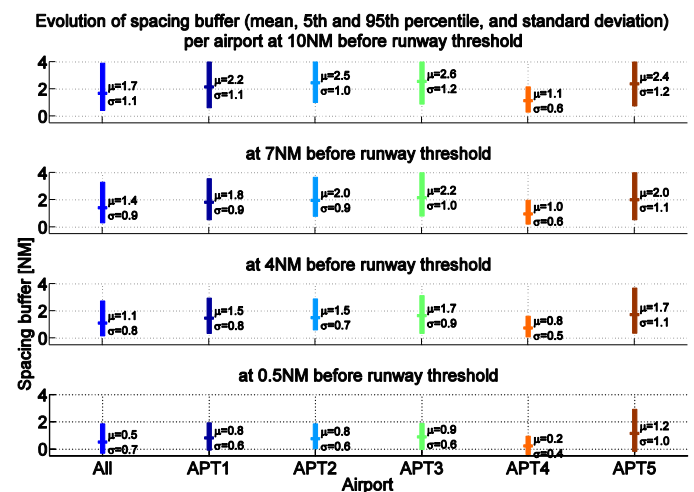 Evolution of spacing buffer (mean, 5th and 95th percentile, and standard deviation)
per airport at 10NM before runway threshold
4
2
0
μ=1.7
σ=1.1
μ=2.2
σ=1.1
μ=2.5
σ=1.0
μ=2.6
σ=1.2
μ=1.1
σ=0.6
μ=2.4
σ=1.2
at 7NM before runway threshold
4
2
0
μ=1.4
σ=0.9
μ=1.8
σ=0.9
μ=2.0
σ=0.9
μ=2.2
σ=1.0
μ=1.0
σ=0.6
μ=2.0
σ=1.1
at 4NM before runway threshold
4
2
0
μ=1.1
σ=0.8
μ=1.5
σ=0.8
μ=1.5
σ=0.7
μ=1.7
σ=0.9
μ=0.8
σ=0.5
μ=1.7
σ=1.1
Spacing buffer [NM]
at 0.5NM before runway threshold
4
2
0
μ=0.5
σ=0.7
μ=0.8
σ=0.6
μ=0.8
σ=0.6
μ=0.9
σ=0.6
μ=0.2
σ=0.4
μ=1.2
σ=1.0
All APT1 APT2 APT3 APT4 APT5
Airport